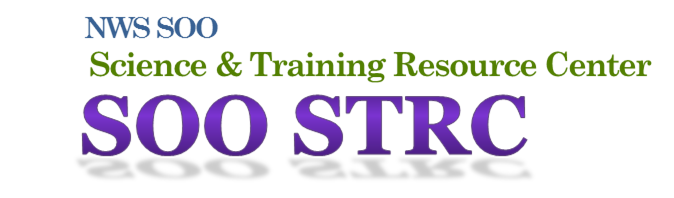 NWS SOO
Science & Training Resource Center
SOO STRC